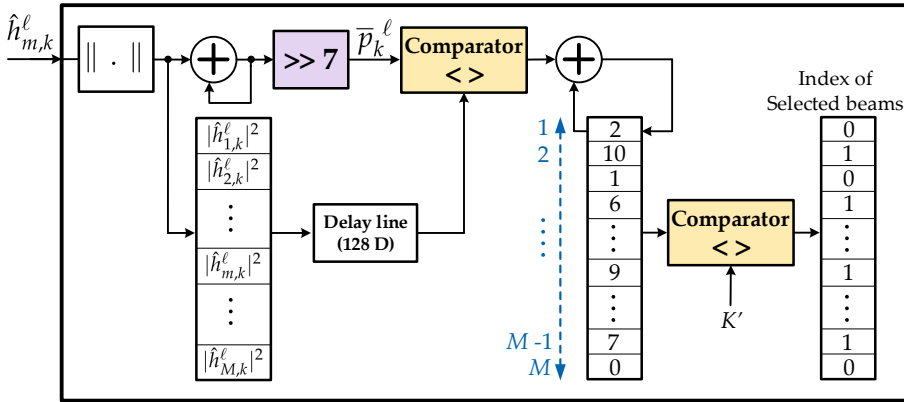 ĥ^ℓ_{m,k}
‖ . ‖
+
>> 7
p̄_k^ℓ
Comparator
< >
+
|ĥ^ℓ_{1,k}|²
|ĥ^ℓ_{2,k}|²
⋮
|ĥ^ℓ_{m,k}|²
⋮
|ĥ^ℓ_{M,k}|²
Delay line
(128 D)
1
2
⋮
M -1
M
2
10
1
6
⋮
9
⋮
7
0
Comparator
< >
K′
Index of
Selected beams
0
1
0
1
⋮
1
⋮
1
0